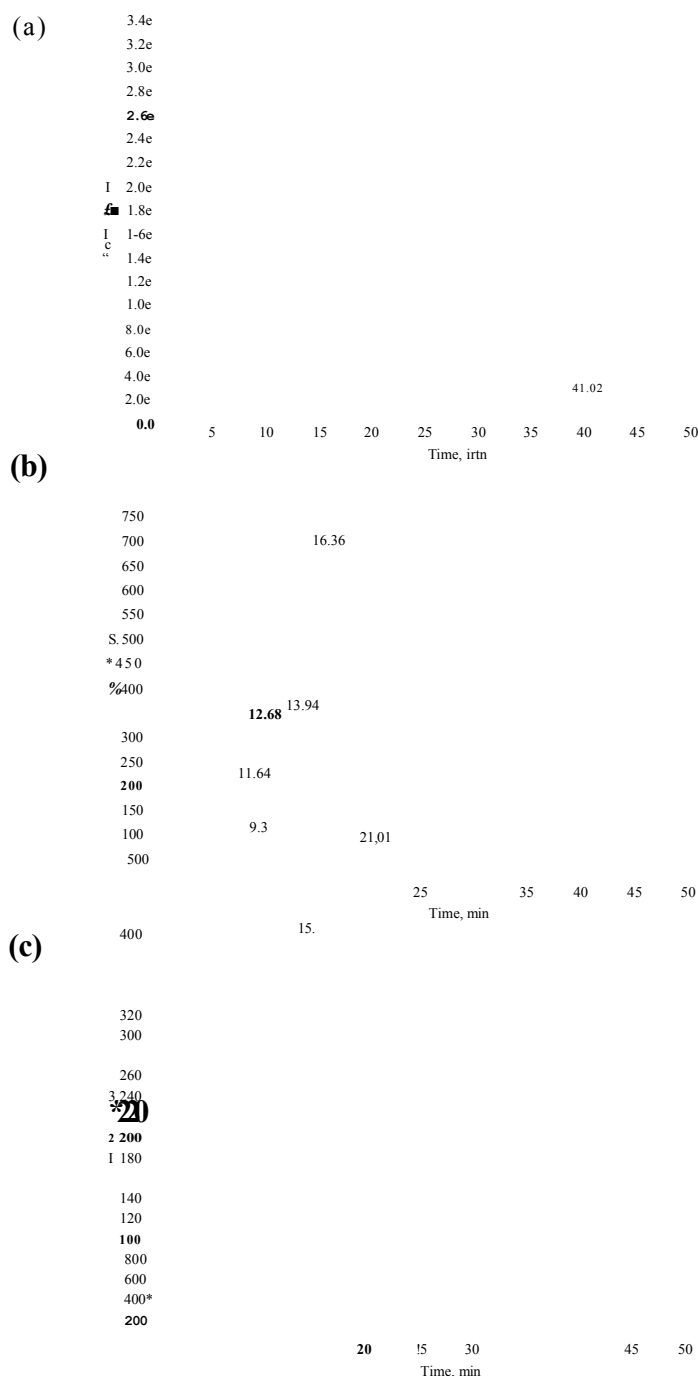 (a)
3.4e
3.2e
3.0e
2.8e
2.6e
2.4e
2.2e
I 2.0e
£■ 1.8e
I 1-6e
c
“ 1.4e
1.2e
1.0e
8.0e
6.0e
4.0e
41.02
2.0e
0.0
5 10 15 20 25 30 35 40 45 50
Time, irtn
(b)
750
700 16.36
650
600
550
S. 500
*450
%400
12.68 13.94
300
250 11.64
200
150
100 9.3 21,01
500
25 35 40 45 50
Time, min
400 15.
(c)
320
300
260
3 240
*220
2 200
I 180
140
120
100
800
600
400*
200
20 !5 30 45 50
Time, min